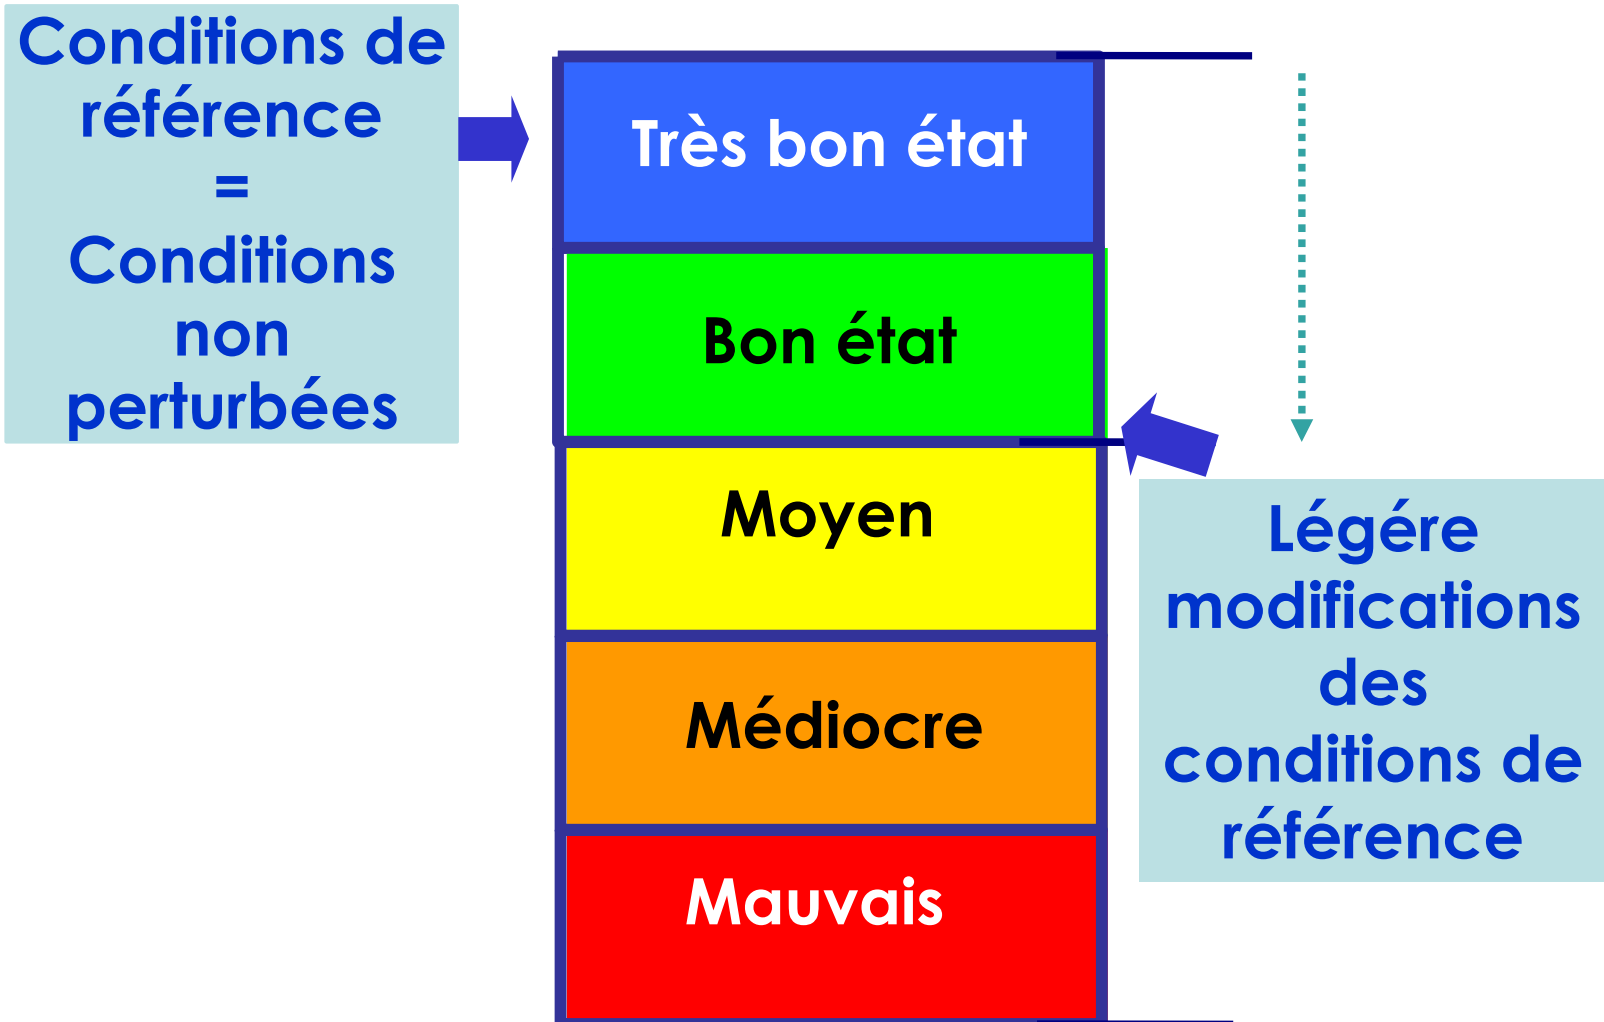 Conditions de
référence
=
Conditions
non
perturbées
Très bon état
Bon état
Moyen
Médiocre
Mauvais
Légére
modifications
des
conditions de
référence